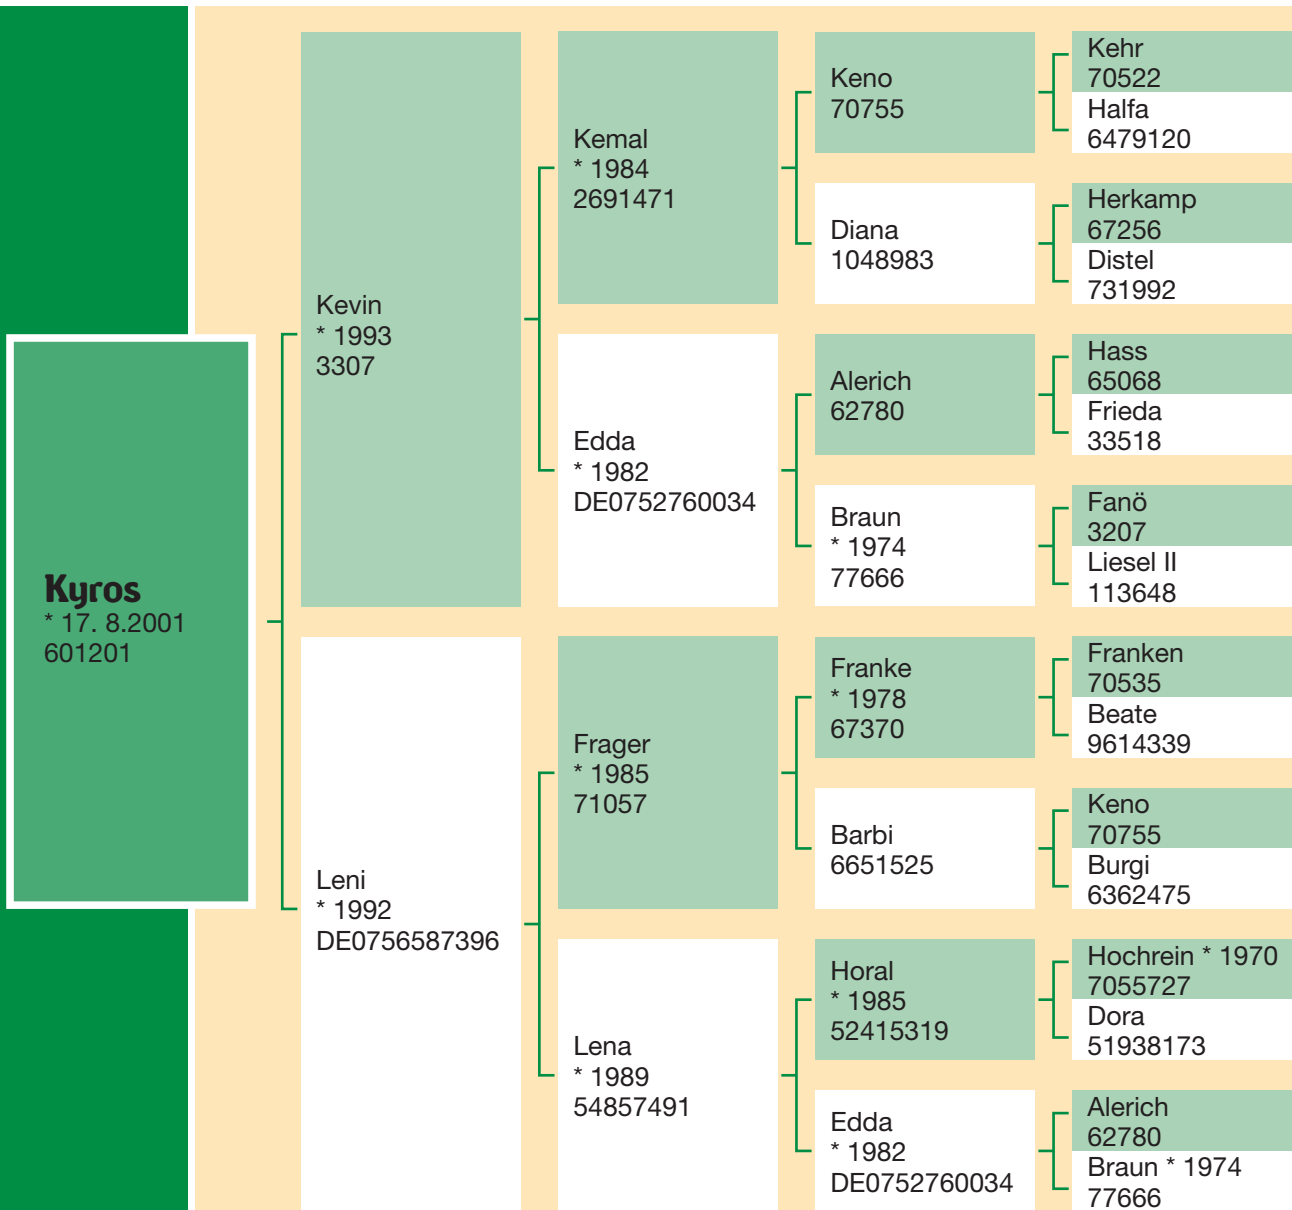 Kyros
* 17. 8.2001
601201
Kevin
* 1993
3307
Leni
* 1992
DE0756587396
Kemal
* 1984
2691471
Edda
* 1982
DE0752760034
Frager
* 1985
71057
Lena
* 1989
54857491
Keno
70755
Diana
1048983
Alerich
62780
Braun
* 1974
77666
Franke
* 1978
67370
Barbi
6651525
Horal
* 1985
52415319
Edda
* 1982
DE0752760034
Kehr
70522
Halfa
6479120
Herkamp
67256
Distel
731992
Hass
65068
Frieda
33518
Fanö
3207
Liesel II
113648
Franken
70535
Beate
9614339
Keno
70755
Burgi
6362475
Hochrein * 1970
7055727
Dora
51938173
Alerich
62780
Braun * 1974
77666